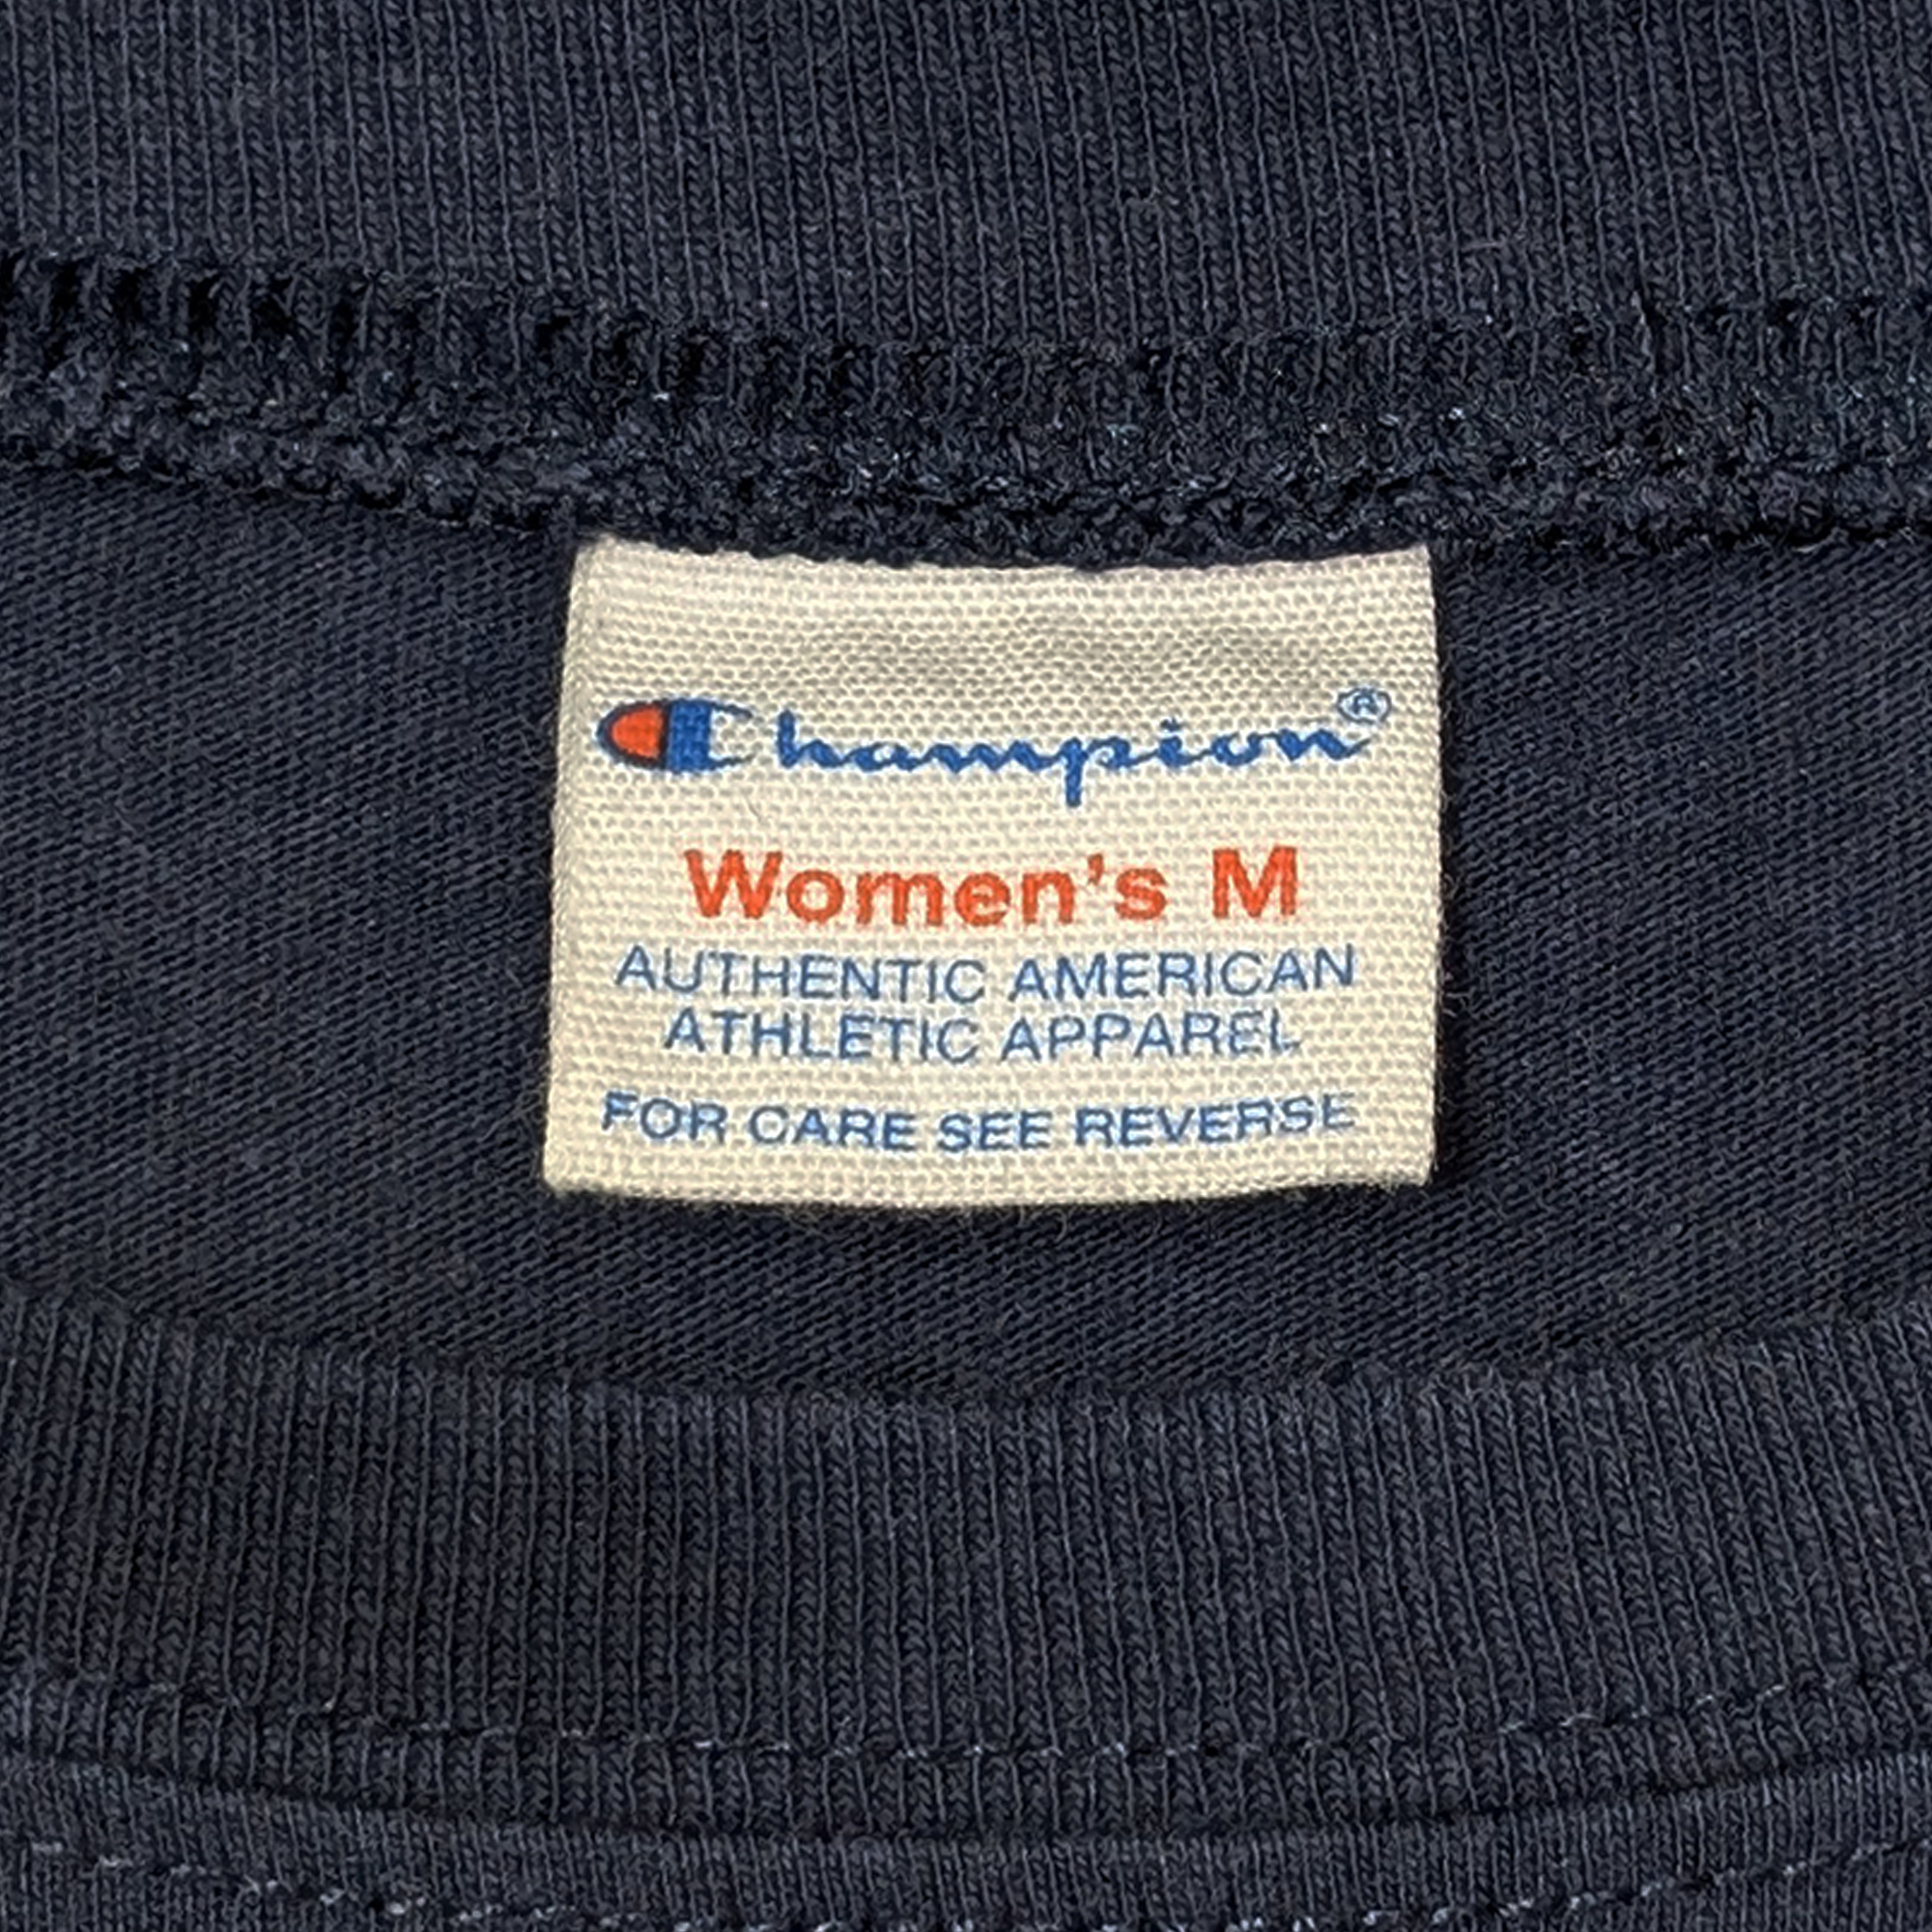 Champion®
Women's M
AUTHENTIC AMERICAN
ATHLETIC APPAREL
FOR CARE SEE REVERSE